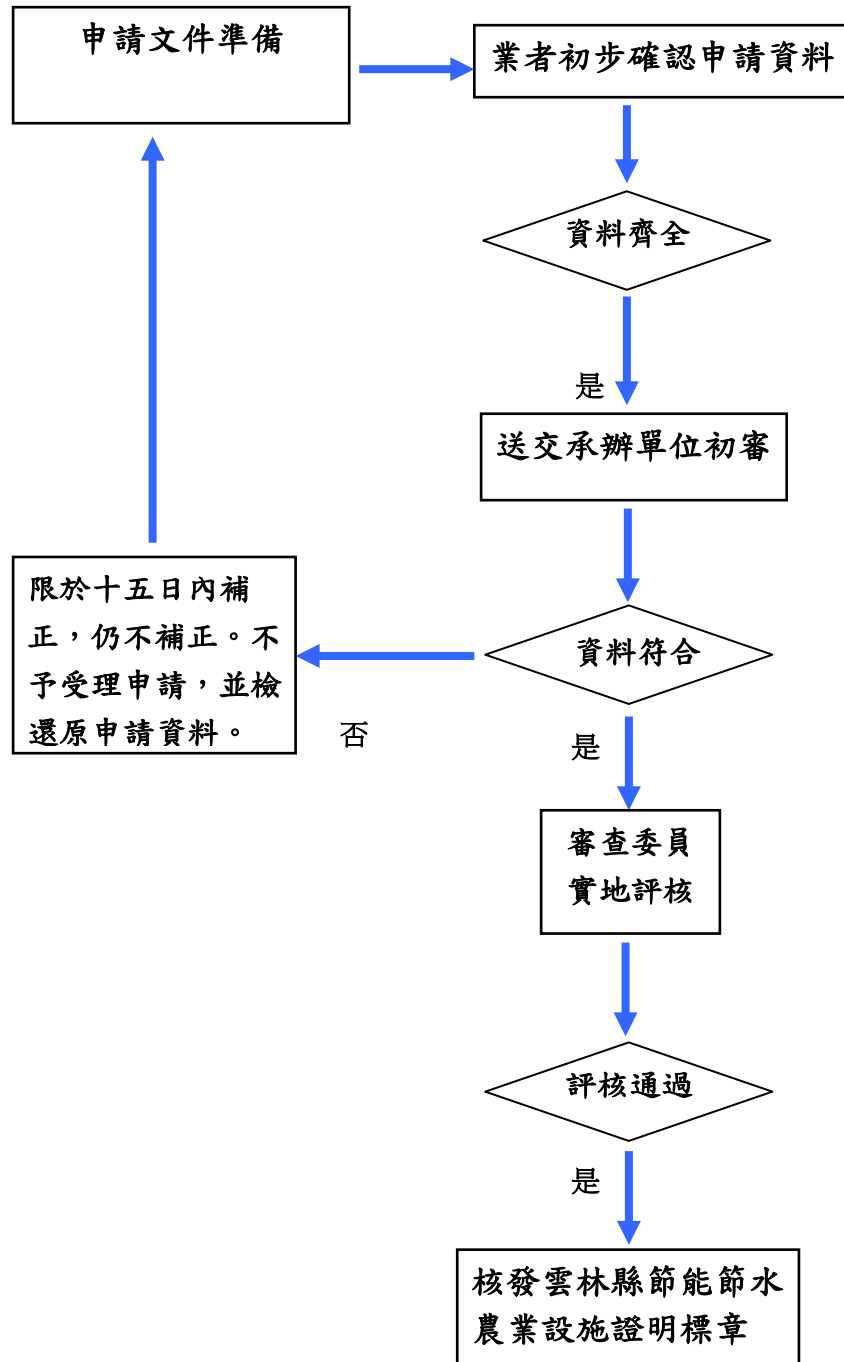 申請文件準備
業者初步確認申請資料
資料齊全
是
送交承辦單位初審
限於十五日內補
正，仍不補正。不
予受理申請，並檢
還原申請資料。
資料符合
否
是
審查委員
實地評核
評核通過
是
核發雲林縣節能節水
農業設施證明標章